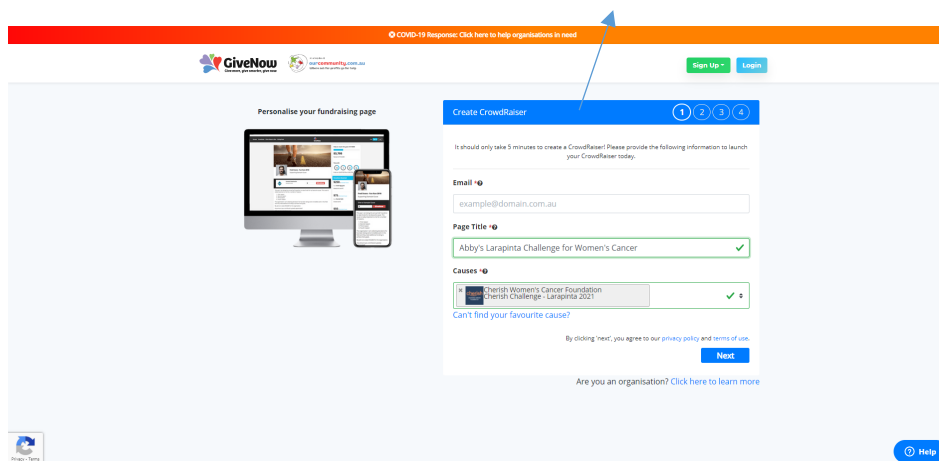 COVID-19 Response: Click here to help organisations in need
GiveNow
Give more, give smarter, give now
ourcommunity.com.au
Sign Up
Login
Personalise your fundraising page
Create CrowdRaiser
1 2 3 4
It should only take 5 minutes to create a CrowdRaiser! Please provide the following information to launch
your CrowdRaiser today.
Email *
example@domain.com.au
Page Title *
Abby's Larapinta Challenge for Women's Cancer
Causes *
× Cherish Women's Cancer Foundation
Cherish Challenge - Larapinta 2021
Can't find your favourite cause?
By clicking 'next', you agree to our privacy policy and terms of use.
Next
Are you an organisation? Click here to learn more
Privacy - Terms
Help